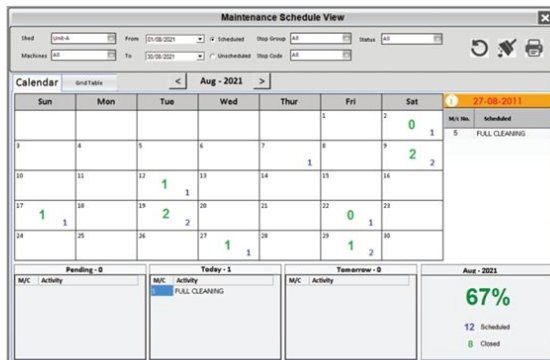 Maintenance Schedule View
Shed Unit-A From 01/08/2021 Scheduled Stop Group All Status All
Machines All To 30/08/2021 Unscheduled Stop Code All
Calendar Grid Table < Aug - 2021 >
Sun Mon Tue Wed Thur Fri Sat
27-08-2011
M/c No. Scheduled
5 FULL CLEANING
1 2
0 1
3 4 5 6 7 8 9
1 2 2
10 11 12 13 14 15 16
1 1
17 18 19 20 21 22 23
1 1 2 2 0 1
24 25 26 27 28 29 30
1 1 1 2
Pending - 0 Today - 1 Tomorrow - 0 Aug - 2021
M/C Activity M/C Activity M/C Activity
FULL CLEANING
67%
12 Scheduled
8 Closed